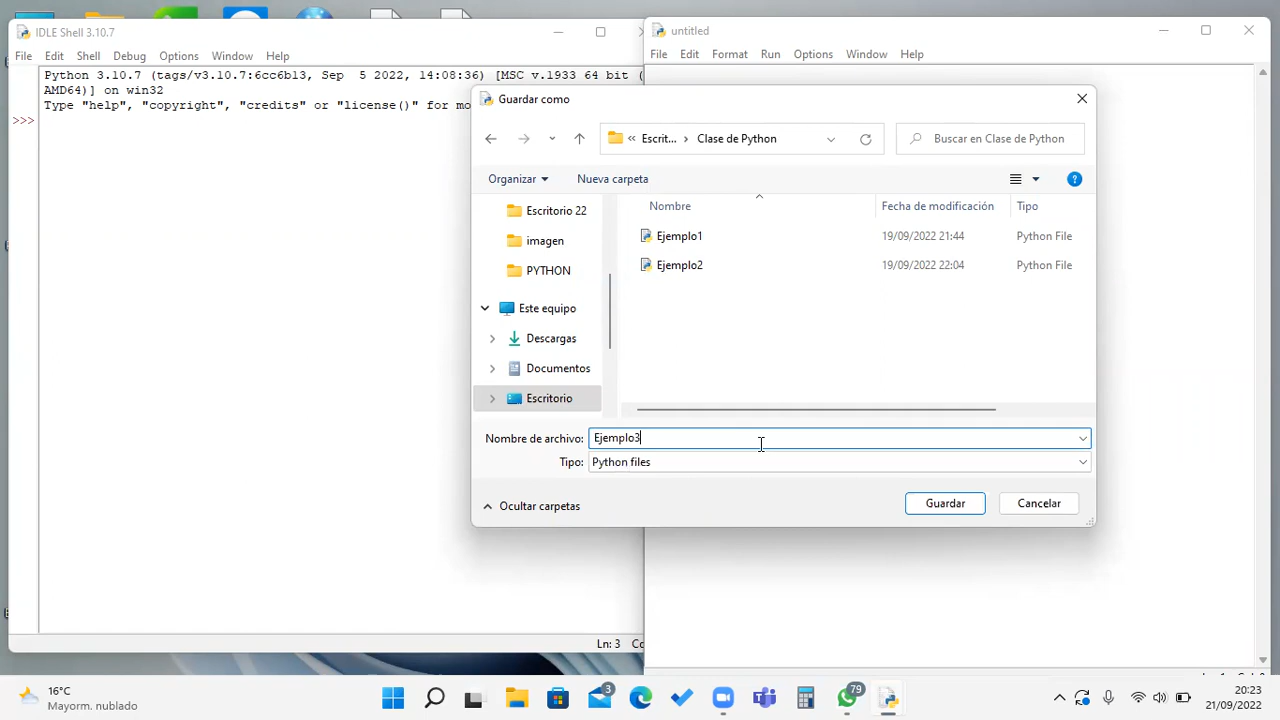 IDLE Shell 3.10.7
File Edit Shell Debug Options Window Help
Python 3.10.7 (tags/v3.10.7:6cc6b13, Sep 5 2022, 14:08:36) [MSC v.1933 64 bit (
AMD64)] on win32
Type "help", "copyright", "credits" or "license()" for mo
>>>
Ln: 3 Co
untitled
File Edit Format Run Options Window Help
Guardar como
« Escrit... › Clase de Python
Buscar en Clase de Python
Organizar Nueva carpeta
?
Escritorio 22
imagen
PYTHON
Este equipo
Descargas
Documentos
Escritorio
Nombre Fecha de modificación Tipo
Ejemplo1 19/09/2022 21:44 Python File
Ejemplo2 19/09/2022 22:04 Python File
Nombre de archivo: Ejemplo3
Tipo: Python files
Ocultar carpetas Guardar Cancelar
16°C
Mayorm. nublado
3
79
20:23
21/09/2022